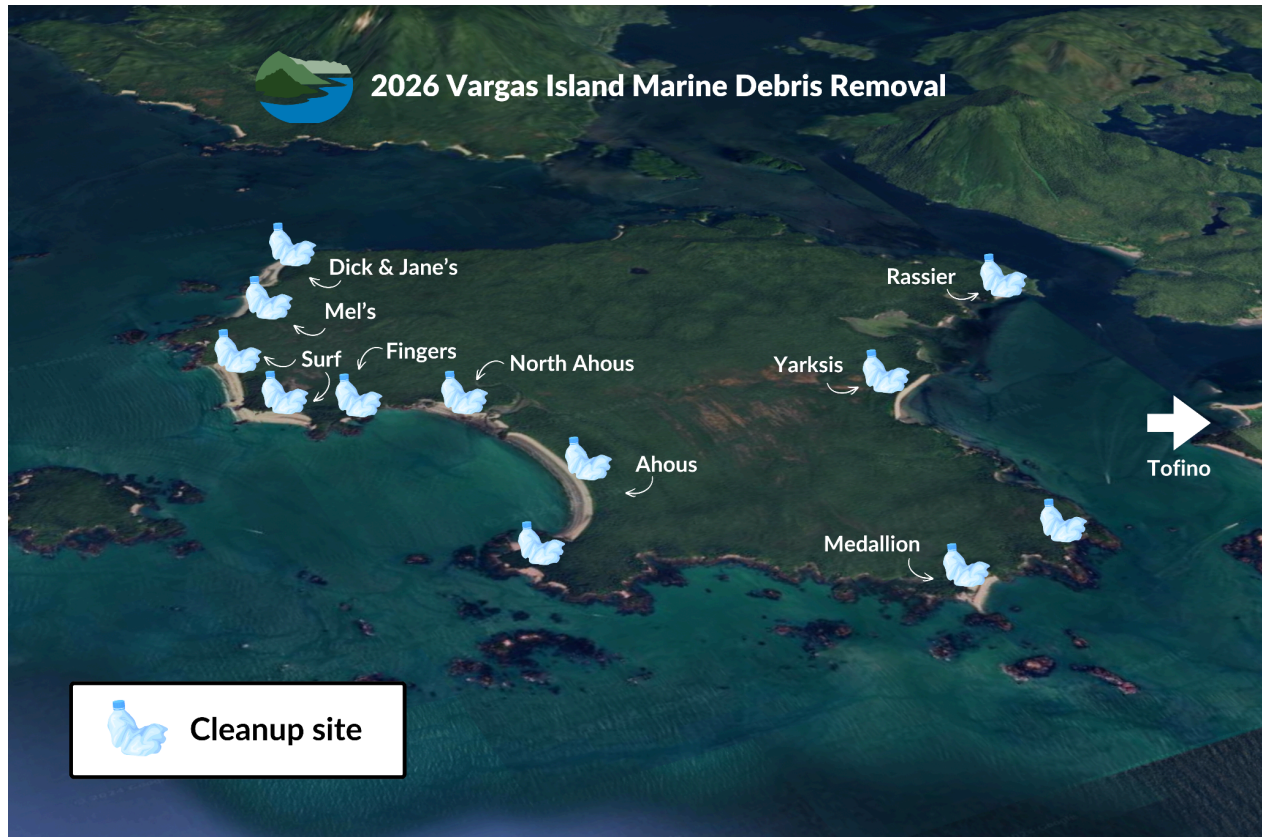 2026 Vargas Island Marine Debris Removal
Dick & Jane's
Rassier
Mel's
Surf
Fingers
North Ahous
Yarksis
Ahous
Tofino
Medallion
Cleanup site